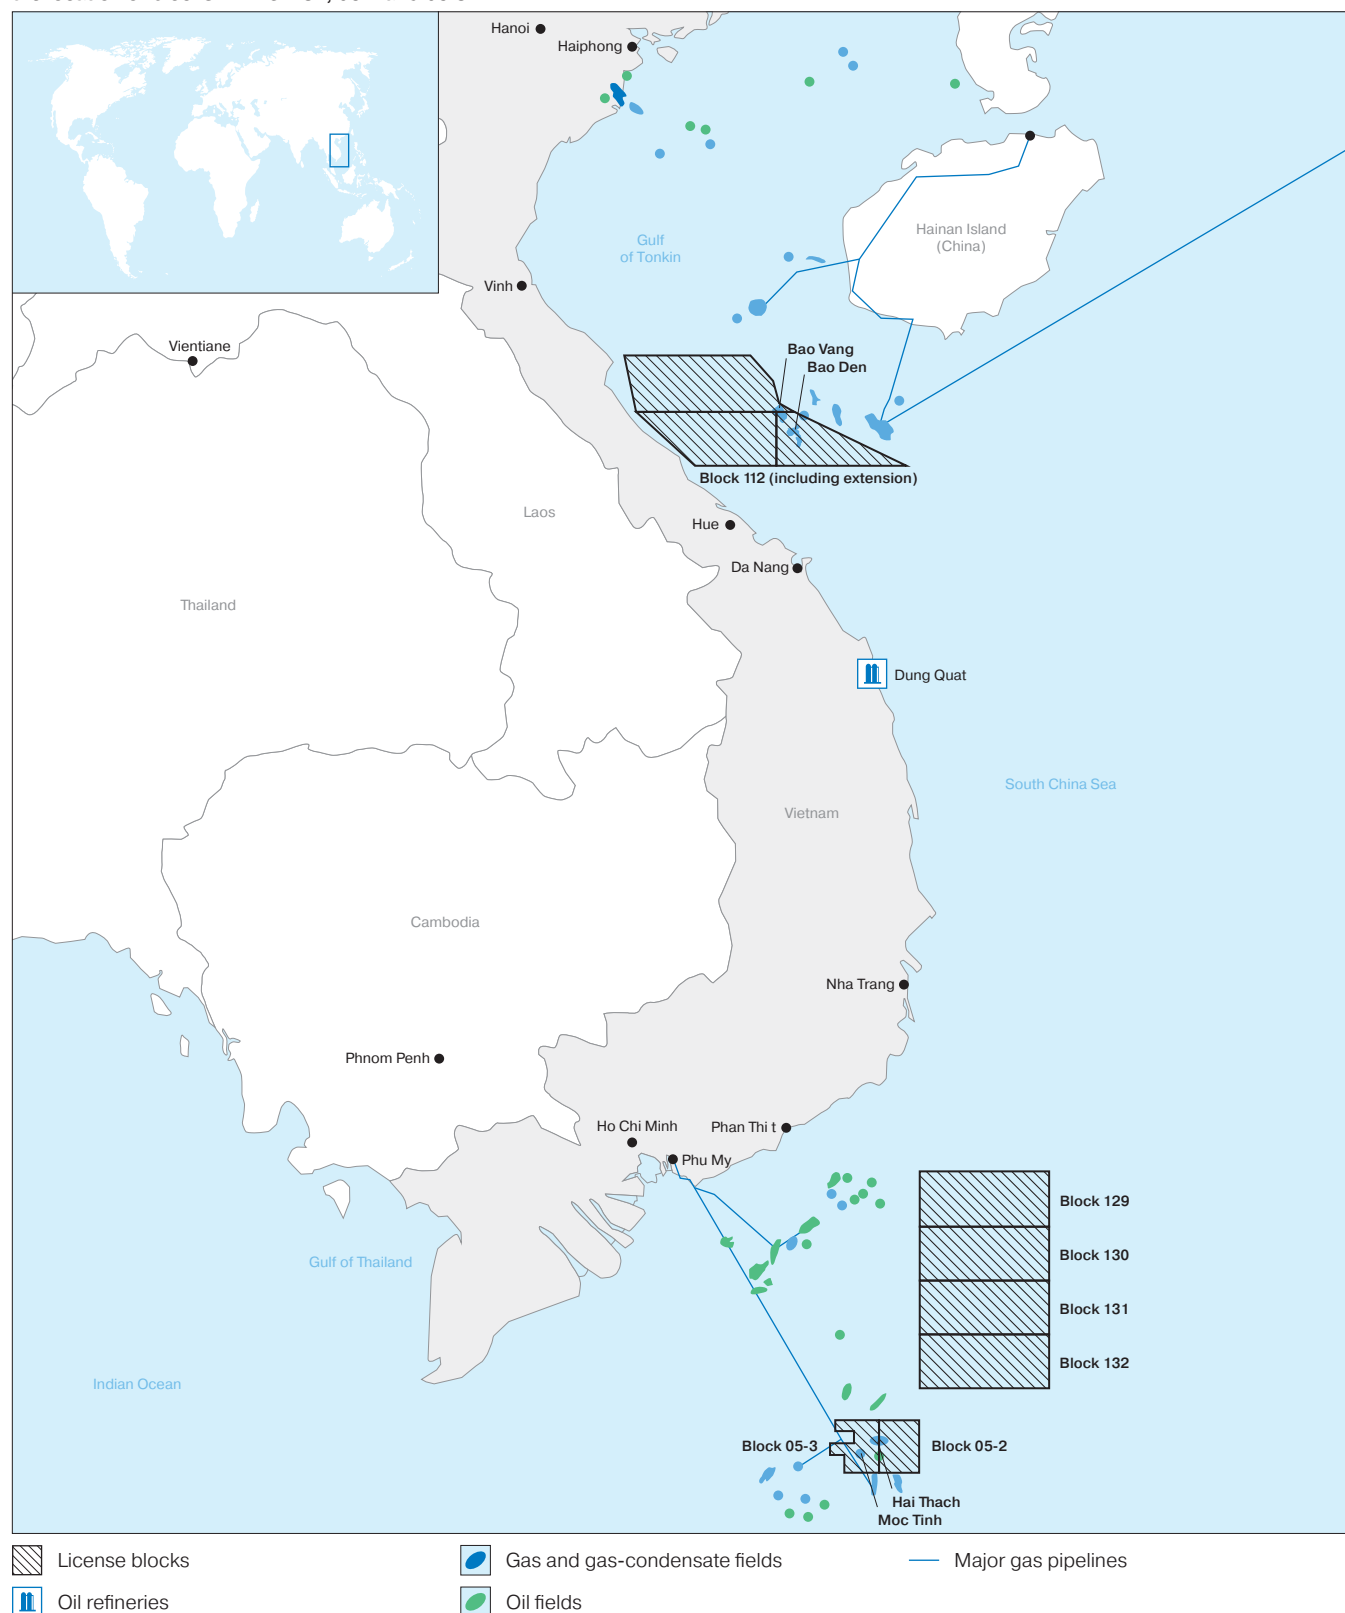 Hanoi
Haiphong
Gulf
of Tonkin
Hainan Island
(China)
Vinh
Vientiane
Bao Vang
Bao Den
Block 112 (including extension)
Hue
Laos
Da Nang
Thailand
Dung Quat
South China Sea
Vietnam
Cambodia
Nha Trang
Phnom Penh
Ho Chi Minh
Phan Thi t
Phu My
Block 129
Block 130
Gulf of Thailand
Block 131
Block 132
Indian Ocean
Block 05-3
Block 05-2
Hai Thach
Moc Tinh
License blocks
Gas and gas-condensate fields
Major gas pipelines
Oil refineries
Oil fields